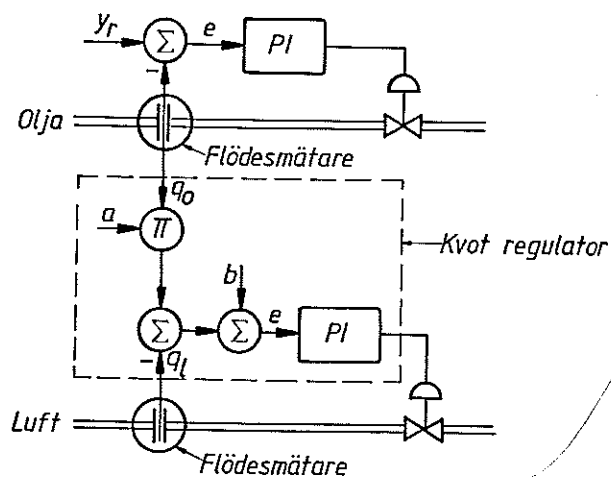 y_r
Σ
e
PI
-
Olja
Flödesmätare
q_o
a
π
Kvot regulator
b
Σ
Σ
e
PI
-
q_l
Luft
Flödesmätare